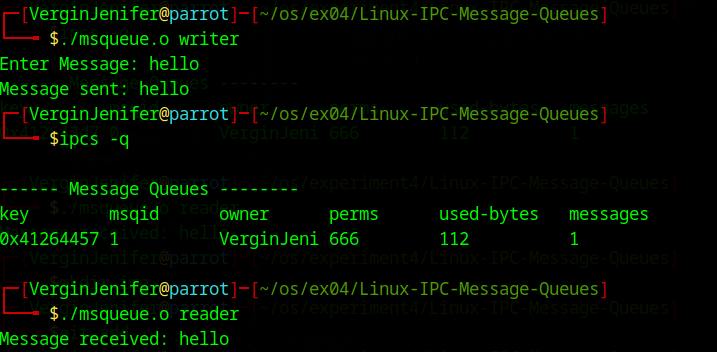 ┌─[VerginJenifer@parrot]─[~/os/ex04/Linux-IPC-Message-Queues]
└──╼ $./msqueue.o writer
Enter Message: hello
Message sent: hello
┌─[VerginJenifer@parrot]─[~/os/ex04/Linux-IPC-Message-Queues]
└──╼ $ipcs -q
------ Message Queues --------
key        msqid      owner      perms      used-bytes   messages
0x41264457 1          VerginJeni 666        112          1
┌─[VerginJenifer@parrot]─[~/os/ex04/Linux-IPC-Message-Queues]
└──╼ $./msqueue.o reader
Message received: hello